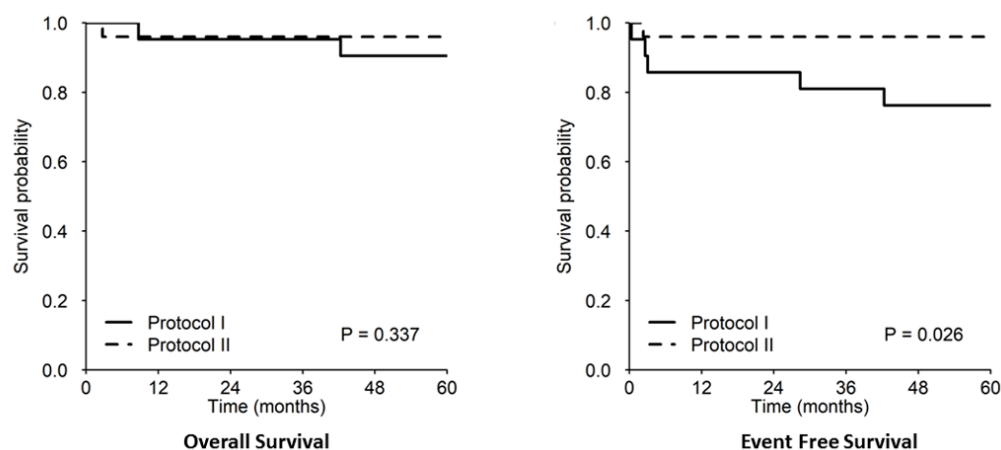 1.0
0.8
0.6
0.4
0.2
0.0
Survival probability
Protocol I
Protocol II
P = 0.337
0 12 24 36 48 60
Time (months)
Overall Survival
1.0
0.8
0.6
0.4
0.2
0.0
Survival probability
Protocol I
Protocol II
P = 0.026
0 12 24 36 48 60
Time (months)
Event Free Survival